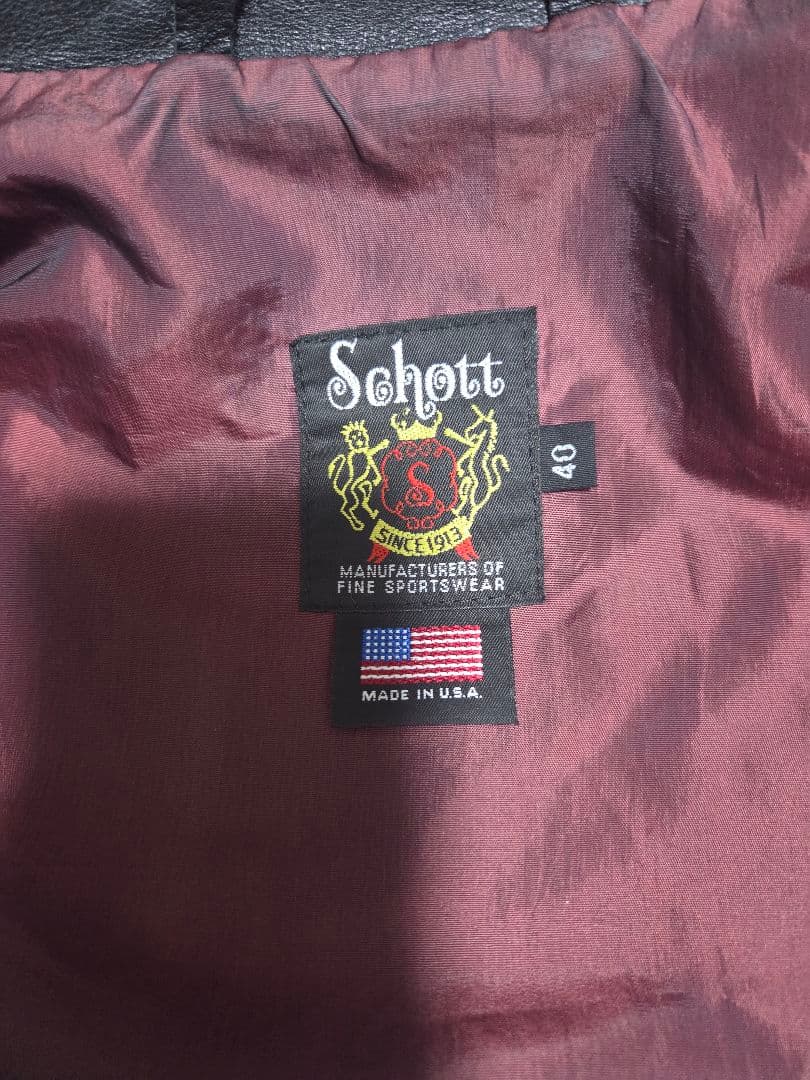 Schott
S
SINCE 1913
MANUFACTURERS OF
FINE SPORTSWEAR
40
MADE IN U.S.A.